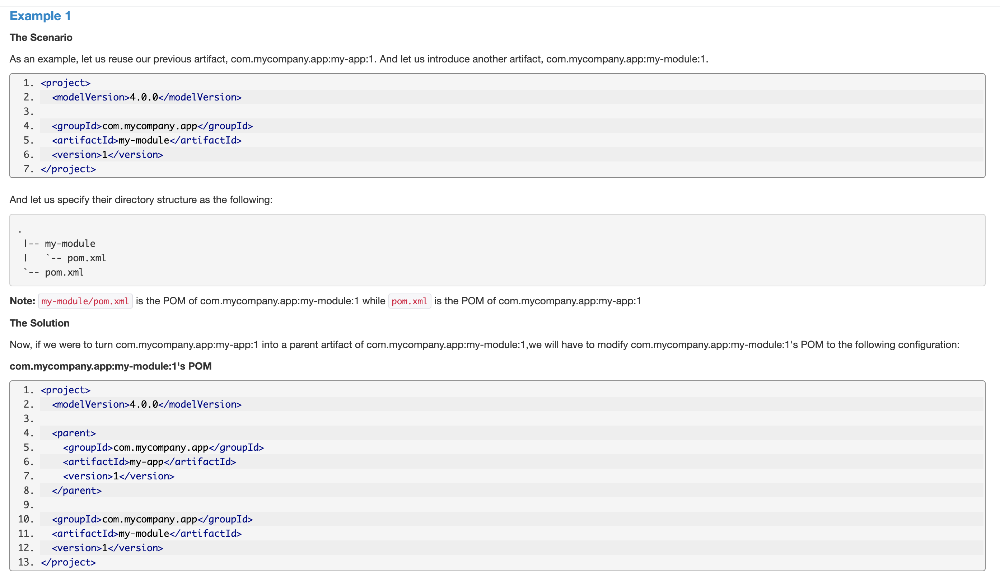 Example 1
The Scenario
As an example, let us reuse our previous artifact, com.mycompany.app:my-app:1. And let us introduce another artifact, com.mycompany.app:my-module:1.
1. <project>
2.   <modelVersion>4.0.0</modelVersion>
3.
4.   <groupId>com.mycompany.app</groupId>
5.   <artifactId>my-module</artifactId>
6.   <version>1</version>
7. </project>
And let us specify their directory structure as the following:
.
 |-- my-module
 |   `-- pom.xml
 `-- pom.xml
Note: my-module/pom.xml is the POM of com.mycompany.app:my-module:1 while pom.xml is the POM of com.mycompany.app:my-app:1
The Solution
Now, if we were to turn com.mycompany.app:my-app:1 into a parent artifact of com.mycompany.app:my-module:1,we will have to modify com.mycompany.app:my-module:1's POM to the following configuration:
com.mycompany.app:my-module:1's POM
1. <project>
2.   <modelVersion>4.0.0</modelVersion>
3.
4.   <parent>
5.     <groupId>com.mycompany.app</groupId>
6.     <artifactId>my-app</artifactId>
7.     <version>1</version>
8.   </parent>
9.
10.   <groupId>com.mycompany.app</groupId>
11.   <artifactId>my-module</artifactId>
12.   <version>1</version>
13. </project>